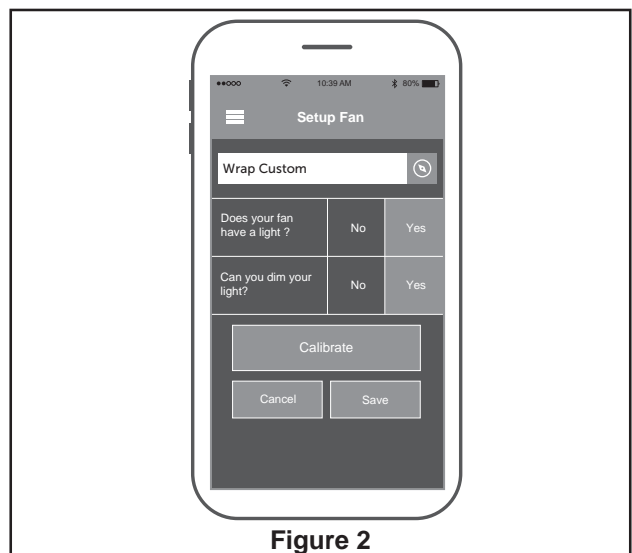 10:39 AM 80%
Setup Fan
Wrap Custom
Does your fan
have a light ?
No Yes
Can you dim your
light?
No Yes
Calibrate
Cancel Save
Figure 2